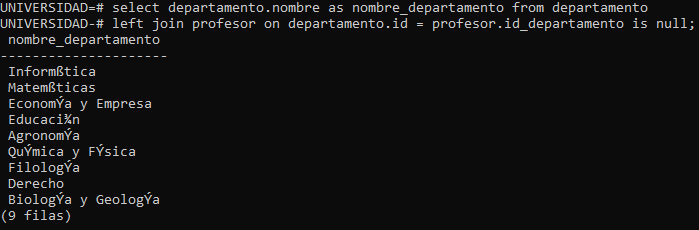 UNIVERSIDAD=# select departamento.nombre as nombre_departamento from departamento
UNIVERSIDAD-# left join profesor on departamento.id = profesor.id_departamento is null;
nombre_departamento
---------------------
Informßtica
Matemßticas
EconomÝa y Empresa
Educaci¾n
AgronomÝa
QuÝmica y FÝsica
FilologÝa
Derecho
BiologÝa y GeologÝa
(9 filas)